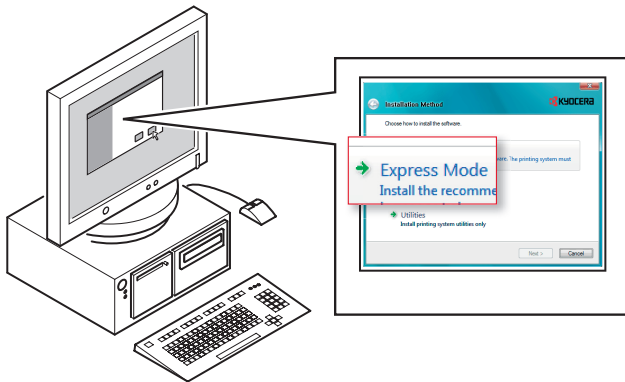 Installation Method
KYOCERA
Choose how to install the software.
ware. The printing system must
Express Mode
Install the recomme
Utilities
Install printing system utilities only
Next >
Cancel